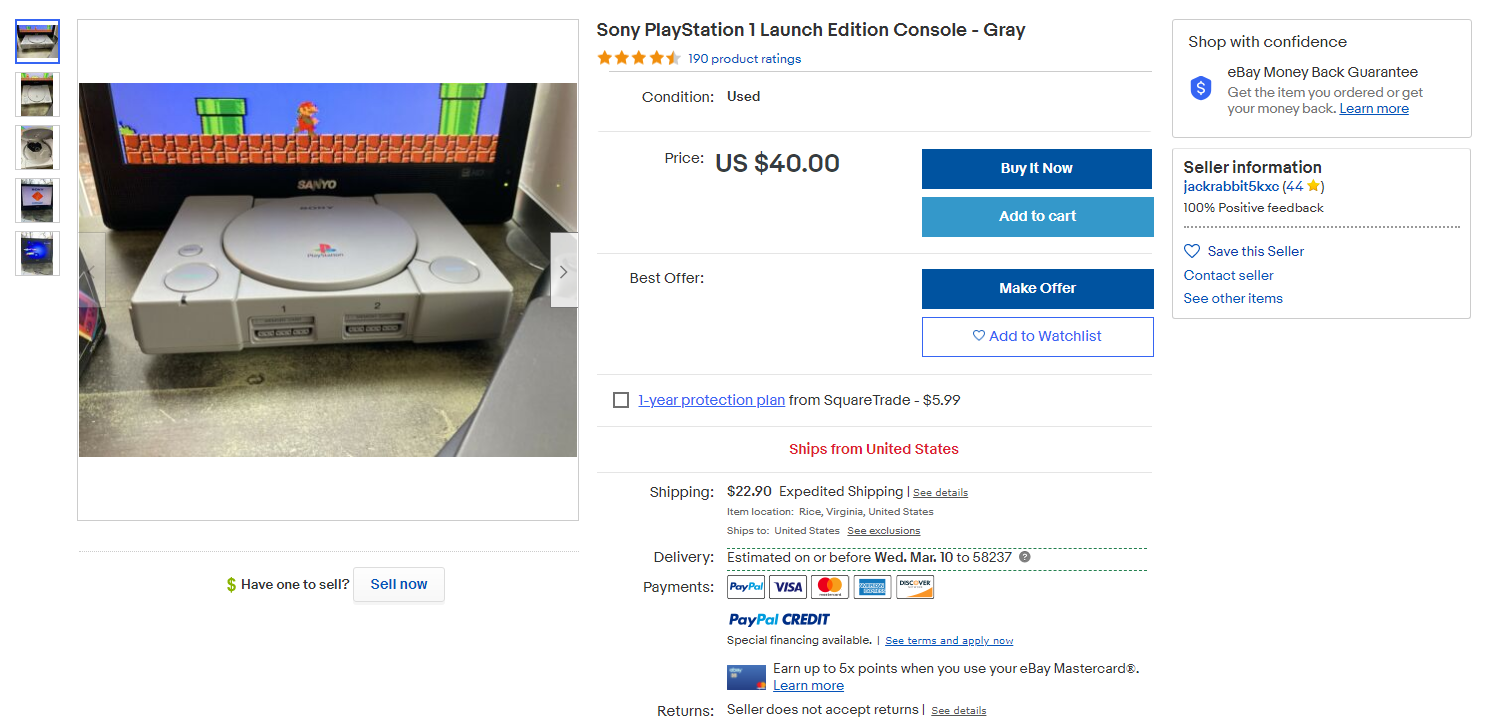 Sony PlayStation 1 Launch Edition Console - Gray
190 product ratings
Condition: Used
Price: US $40.00
Buy It Now
Add to cart
Best Offer:
Make Offer
Add to Watchlist
1-year protection plan from SquareTrade - $5.99
Ships from United States
Shipping: $22.90 Expedited Shipping | See details
Item location: Rice, Virginia, United States
Ships to: United States See exclusions
Delivery: Estimated on or before Wed. Mar. 10 to 58237
Payments: PayPal VISA mastercard AMERICAN EXPRESS DISCOVER
PayPal CREDIT
Special financing available. | See terms and apply now
Earn up to 5x points when you use your eBay Mastercard®.
Learn more
Returns: Seller does not accept returns | See details
SANYO
SONY
PlayStation
1 2
$ Have one to sell? Sell now
Shop with confidence
eBay Money Back Guarantee
Get the item you ordered or get
your money back. Learn more
Seller information
jackrabbit5kxc (44)
100% Positive feedback
Save this Seller
Contact seller
See other items